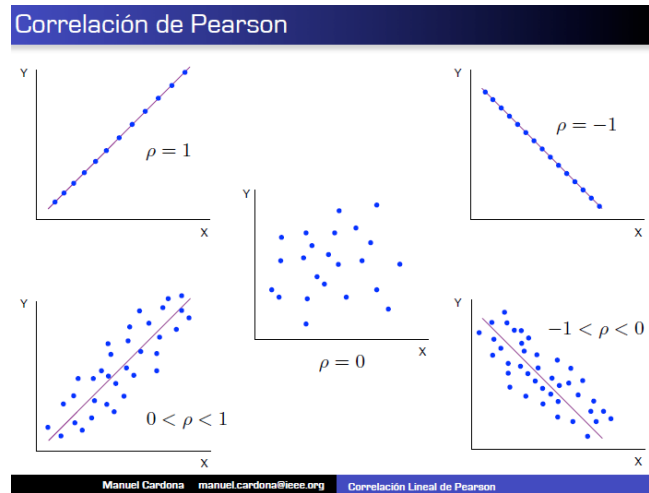 Correlación de Pearson
Y
ρ = 1
X
Y
ρ = −1
X
Y
X
ρ = 0
Y
0 < ρ < 1
X
Y
−1 < ρ < 0
X
Manuel Cardona manuel.cardona@ieee.org Correlación Lineal de Pearson